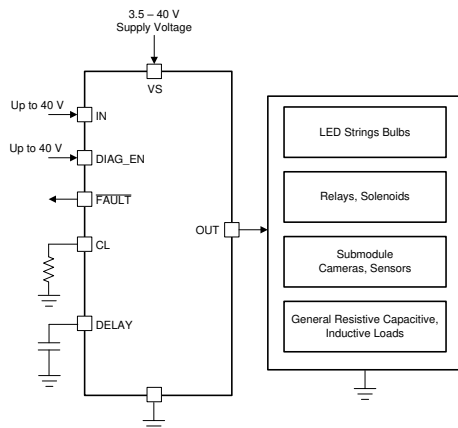 3.5 – 40 V
Supply Voltage
VS
Up to 40 V
IN
Up to 40 V
DIAG_EN
FAULT
OUT
CL
DELAY
LED Strings Bulbs
Relays, Solenoids
Submodule
Cameras, Sensors
General Resistive Capacitive,
Inductive Loads